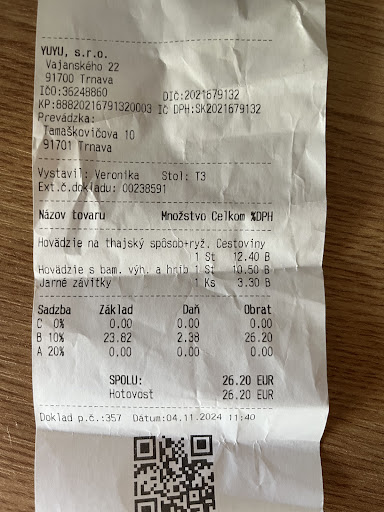 YUYU, s.r.o.
Vajanského 22
91700 Trnava
IČO:36248860 DIČ:2021679132
KP:88820216791320003 IČ DPH:SK2021679132
Prevádzka:
Tamaškovičova 10
91701 Trnava
Vystavil: Veronika Stol: T3
Ext.č.dokladu: 00238591
Názov tovaru Množstvo Celkom %DPH
Hovädzie na thajský spôsob+ryž. Cestoviny
1 St 12.40 B
Hovädzie s bam. výh. a hríb 1 St 10.50 B
Jarné závitky 1 Ks 3.30 B
Sadzba Základ Daň Obrat
C 0% 0.00 0.00 0.00
B 10% 23.82 2.38 26.20
A 20% 0.00 0.00 0.00
SPOLU: 26.20 EUR
Hotovosť 26.20 EUR
Doklad p.č.:357 Dátum:04.11.2024 11:40